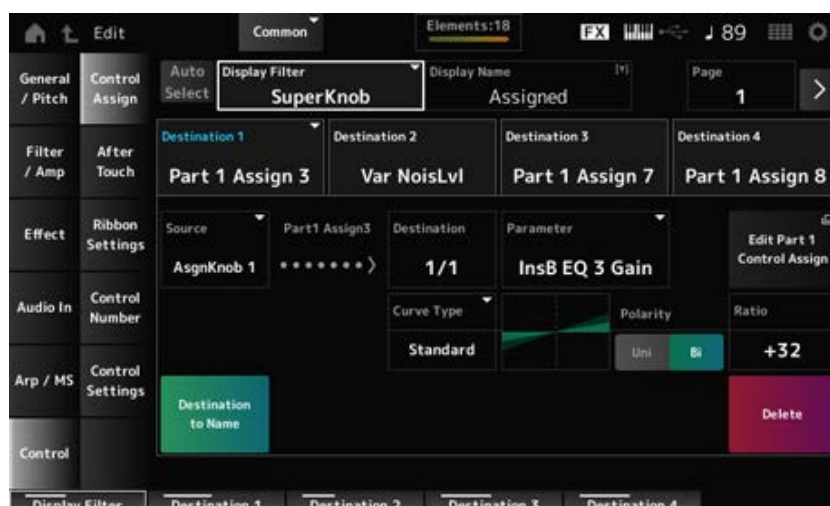 Edit
Common
Elements:18
FX
♩ 89
General / Pitch
Control Assign
Auto Select
Display Filter
SuperKnob
Display Name
Assigned
Page
1
Filter / Amp
After Touch
Destination 1
Part 1 Assign 3
Destination 2
Var NoisLvl
Destination 3
Part 1 Assign 7
Destination 4
Part 1 Assign 8
Effect
Ribbon Settings
Source
AsgnKnob 1
Part1 Assign3
Destination
1/1
Parameter
InsB EQ 3 Gain
Edit Part 1
Control Assign
Audio In
Control Number
Curve Type
Standard
Polarity
Uni
Bi
Ratio
+32
Arp / MS
Control Settings
Destination
to Name
Delete
Control
Display Filter
Destination 1
Destination 2
Destination 3
Destination 4